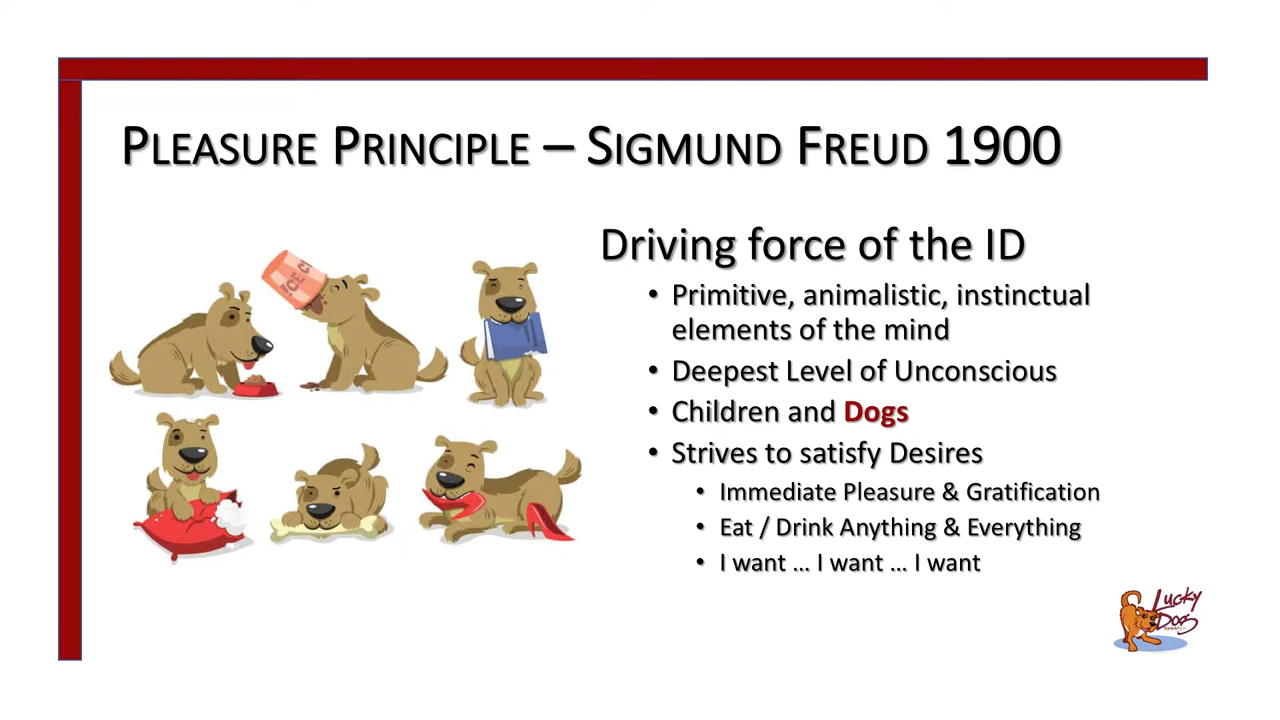 PLEASURE PRINCIPLE – SIGMUND FREUD 1900
Driving force of the ID
• Primitive, animalistic, instinctual
elements of the mind
• Deepest Level of Unconscious
• Children and Dogs
• Strives to satisfy Desires
• Immediate Pleasure & Gratification
• Eat / Drink Anything & Everything
• I want … I want … I want
ICE C
Lucky
Dog